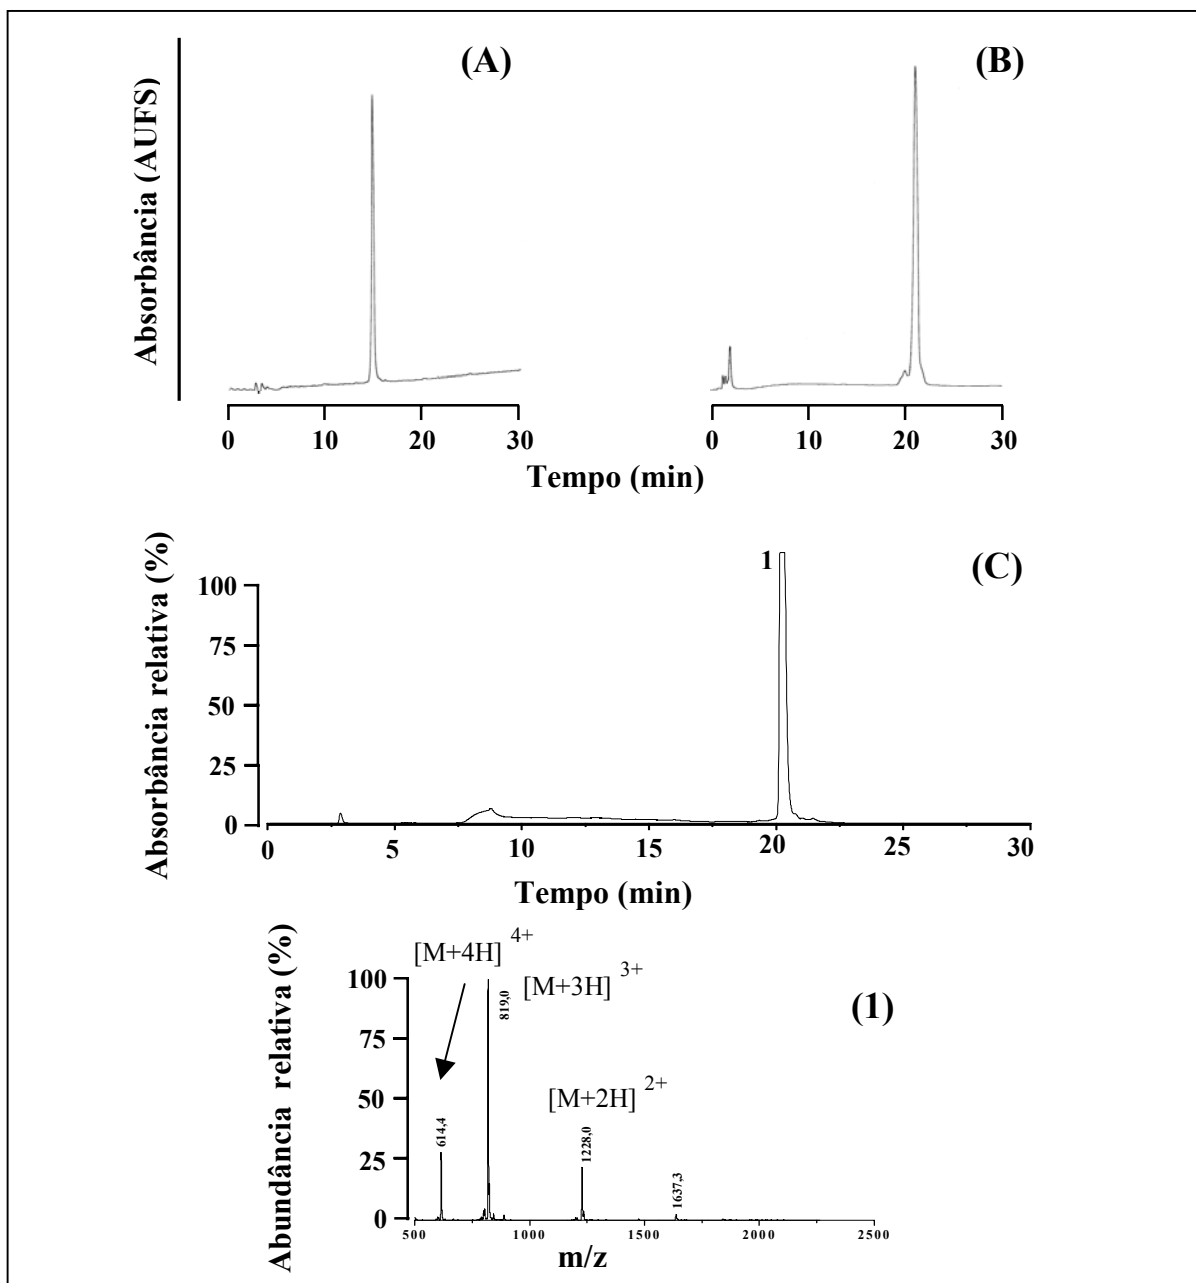 (A)
(B)
Absorbância (AUFS)
0 10 20 30
0 10 20 30
Tempo (min)
Absorbância relativa (%)
100
75
50
25
0
1
(C)
0 5 10 15 20 25 30
Tempo (min)
Abundância relativa (%)
100
75
50
25
0
[M+4H] 4+
[M+3H] 3+
[M+2H] 2+
(1)
614,4
819,0
1228,0
1637,3
500 1000 1500 2000 2500
m/z